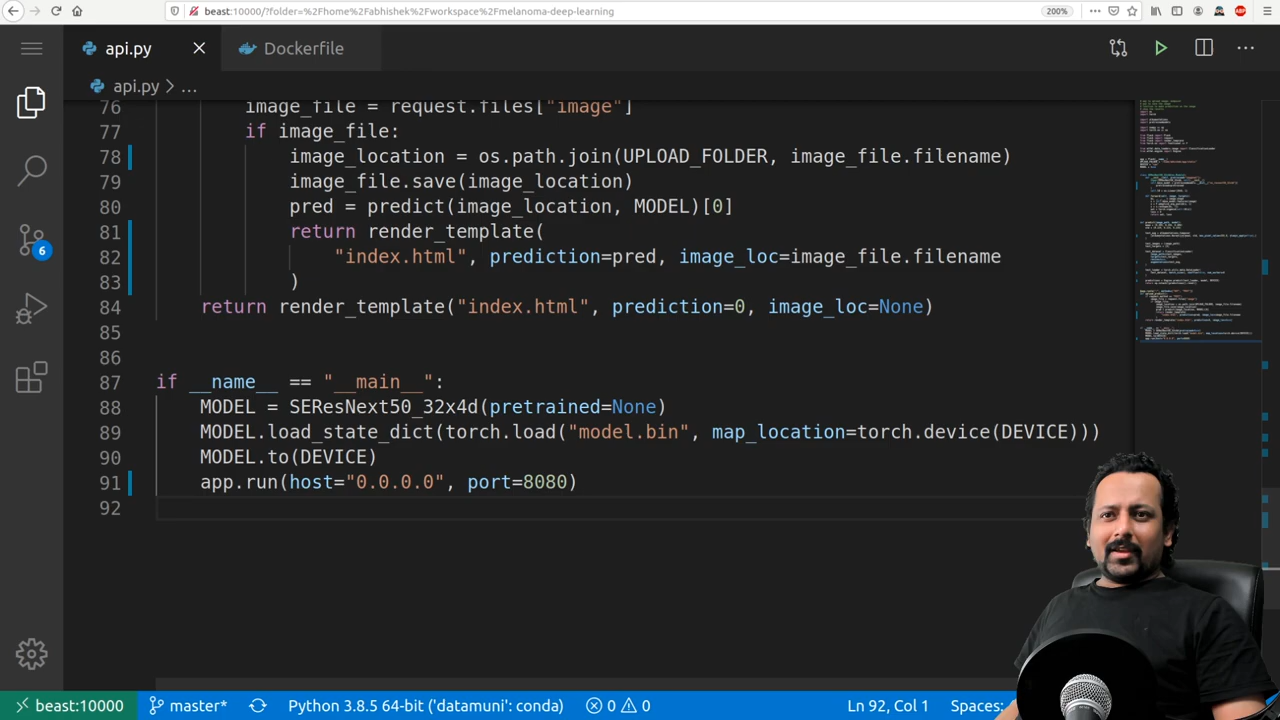 beast:10000/?folder=%2Fhome%2Fabhishek%2Fworkspace%2Fmelanoma-deep-learning
200%
api.py
Dockerfile
api.py > ...
76 image_file = request.files["image"]
77 if image_file:
78 image_location = os.path.join(UPLOAD_FOLDER, image_file.filename)
79 image_file.save(image_location)
80 pred = predict(image_location, MODEL)[0]
81 return render_template(
82 "index.html", prediction=pred, image_loc=image_file.filename
83 )
84 return render_template("index.html", prediction=0, image_loc=None)
85
86
87 if __name__ == "__main__":
88 MODEL = SEResNext50_32x4d(pretrained=None)
89 MODEL.load_state_dict(torch.load("model.bin", map_location=torch.device(DEVICE)))
90 MODEL.to(DEVICE)
91 app.run(host="0.0.0.0", port=8080)
92
6
beast:10000 master* Python 3.8.5 64-bit ('datamuni': conda) 0 0 Ln 92, Col 1 Spaces: